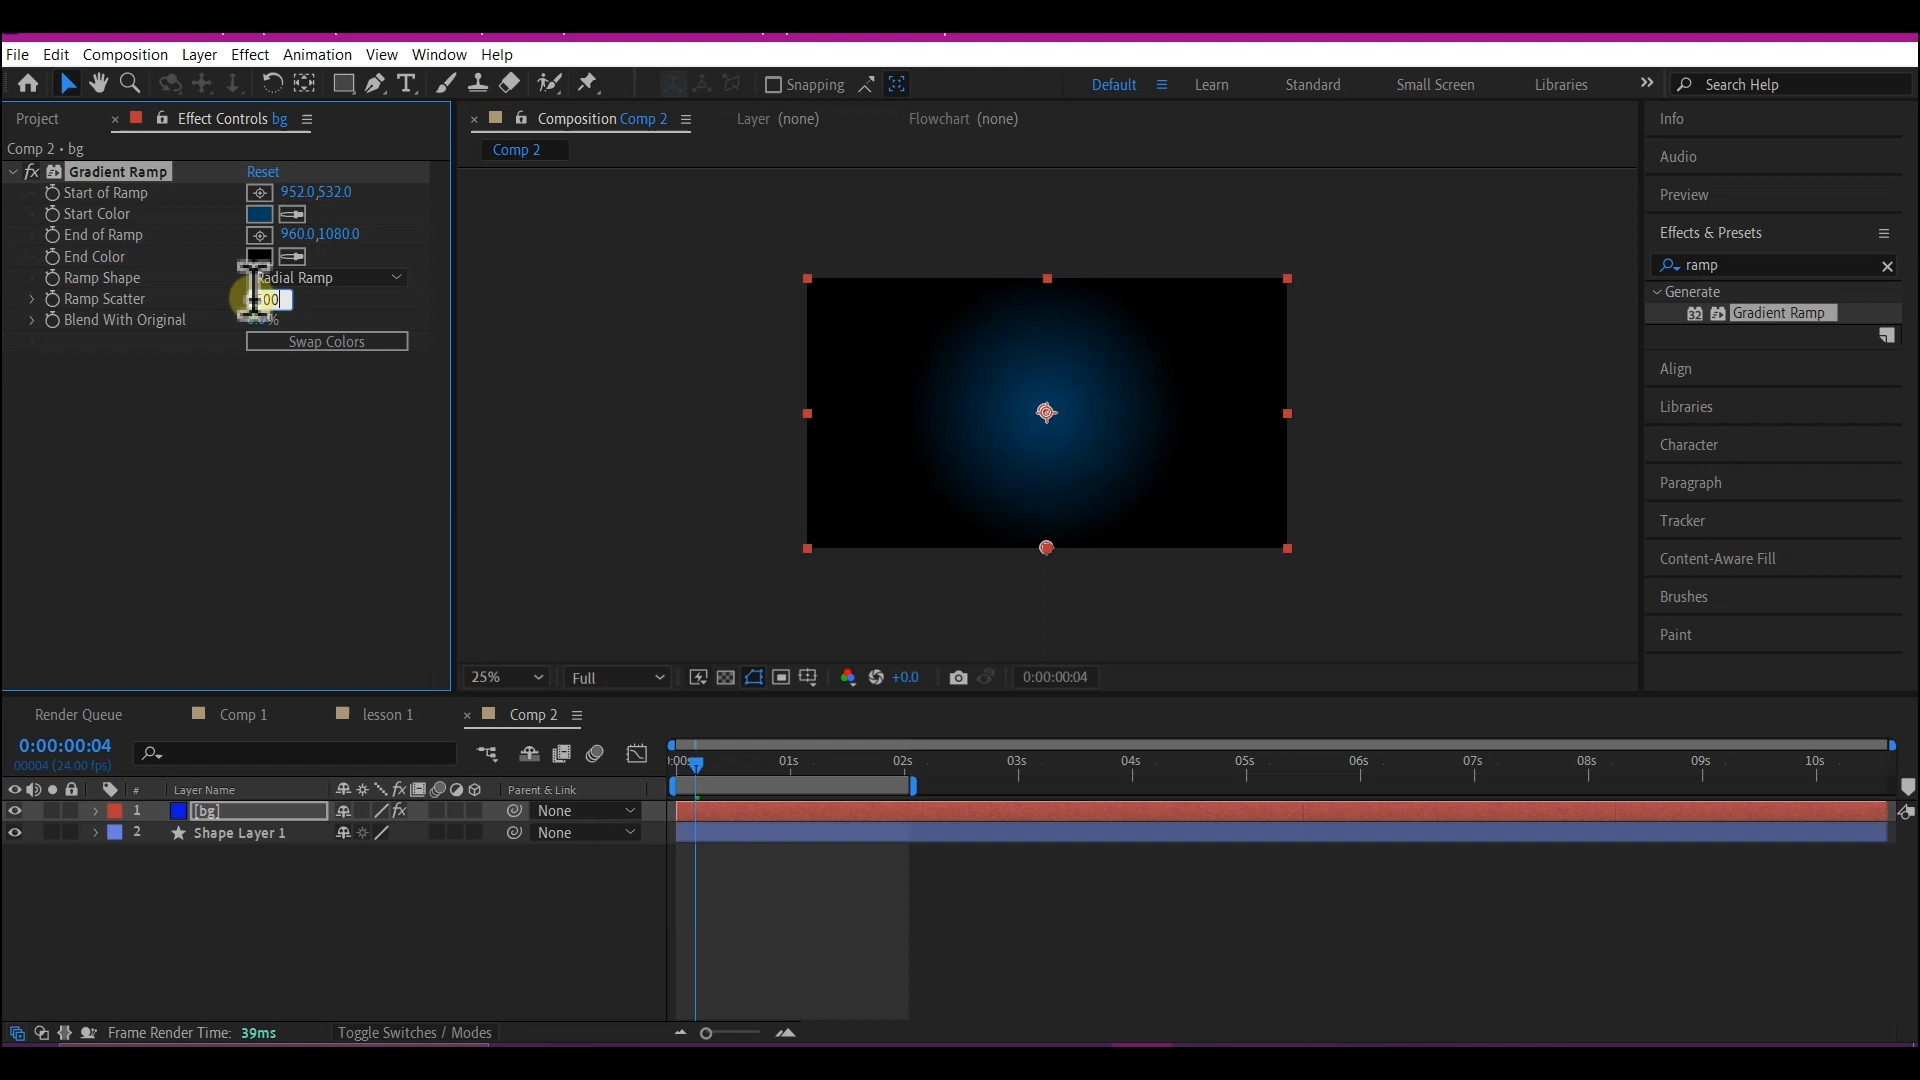 File Edit Composition Layer Effect Animation View Window Help
Snapping Default Learn Standard Small Screen Libraries Search Help
Project Effect Controls bg
Comp 2 • bg
Gradient Ramp Reset
Start of Ramp 952.0,532.0
Start Color
End of Ramp 960.0,1080.0
End Color
Ramp Shape Radial Ramp
Ramp Scatter
Blend With Original
Swap Colors
Composition Comp 2 Layer (none) Flowchart (none)
Comp 2
25% Full +0.0 0:00:00:04
Info
Audio
Preview
Effects & Presets
ramp
Generate
32 Gradient Ramp
Align
Libraries
Character
Paragraph
Tracker
Content-Aware Fill
Brushes
Paint
Render Queue Comp 1 lesson 1 Comp 2
0:00:00:04
00004 (24.00 fps)
01s 02s 03s 04s 05s 06s 07s 08s 09s 10s
# Layer Name Parent & Link
1 [bg] None
2 Shape Layer 1 None
Frame Render Time: 39ms Toggle Switches / Modes